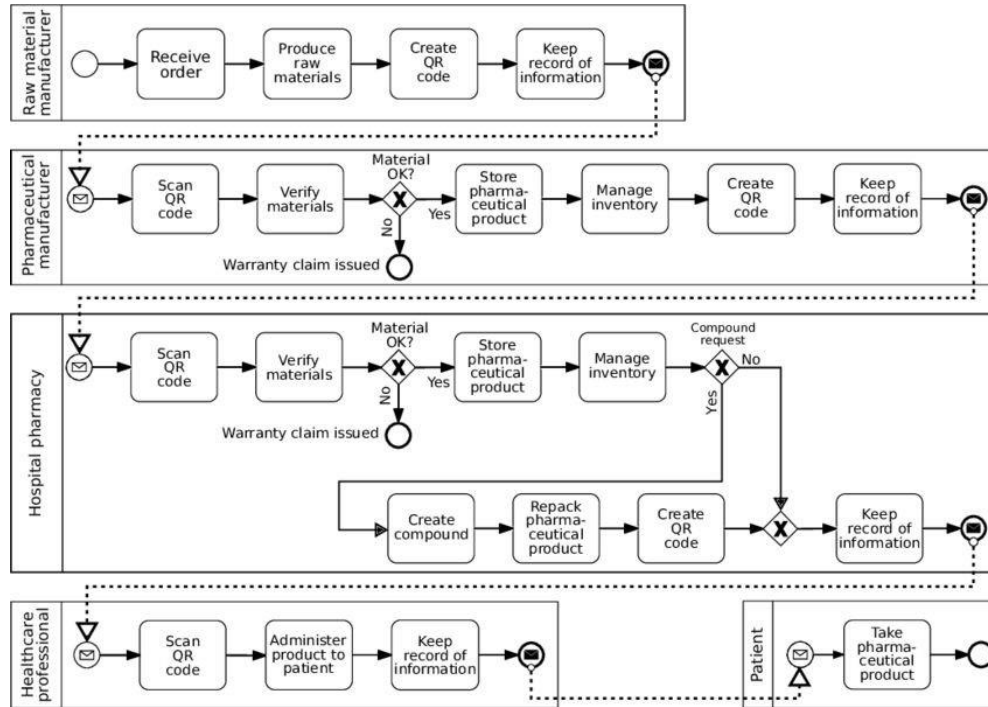 Raw material
manufacturer
Receive
order
Produce
raw
materials
Create
QR
code
Keep
record of
information
Pharmaceutical
manufacturer
Scan
QR
code
Verify
materials
Material
OK?
Yes
No
Warranty claim issued
Store
pharma-
ceutical
product
Manage
inventory
Create
QR
code
Keep
record of
information
Hospital pharmacy
Scan
QR
code
Verify
materials
Material
OK?
Yes
No
Warranty claim issued
Store
pharma-
ceutical
product
Manage
inventory
Compound
request
No
Yes
Create
compound
Repack
pharma-
ceutical
product
Create
QR
code
Keep
record of
information
Healthcare
professional
Scan
QR
code
Administer
product to
patient
Keep
record of
information
Patient
Take
pharma-
ceutical
product